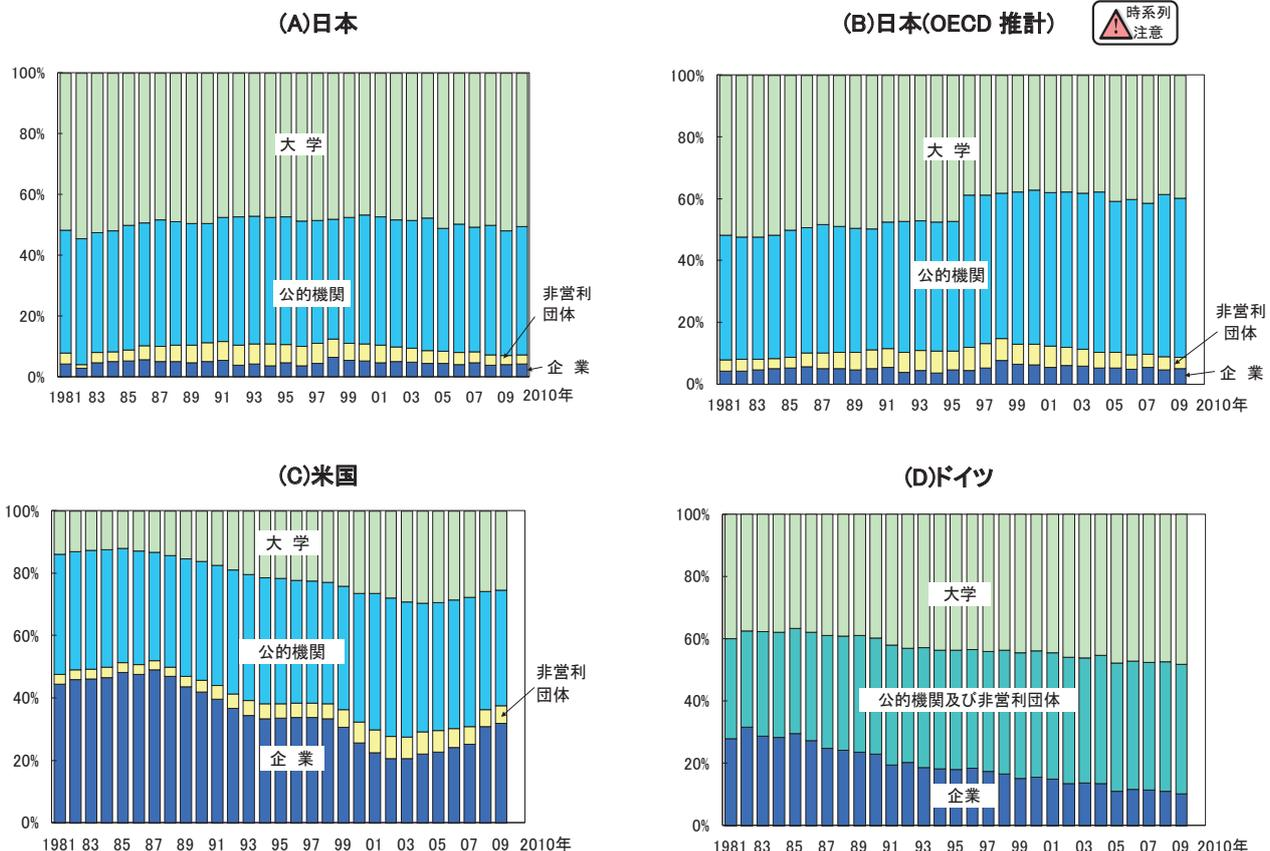 (A)日本
100%
80%
60%
40%
20%
0%
大 学
公的機関
非営利
団体
企 業
1981 83 85 87 89 91 93 95 97 99 01 03 05 07 09 2010年
(B)日本(OECD 推計)
!
時系列
注意
100%
80%
60%
40%
20%
0%
大 学
公的機関
非営利
団体
企 業
1981 83 85 87 89 91 93 95 97 99 01 03 05 07 09 2010年
(C)米国
100%
80%
60%
40%
20%
0%
大 学
公的機関
非営利
団体
企 業
1981 83 85 87 89 91 93 95 97 99 01 03 05 07 09 2010年
(D)ドイツ
100%
80%
60%
40%
20%
0%
大学
公的機関及び非営利団体
企業
1981 83 85 87 89 91 93 95 97 99 01 03 05 07 09 2010年